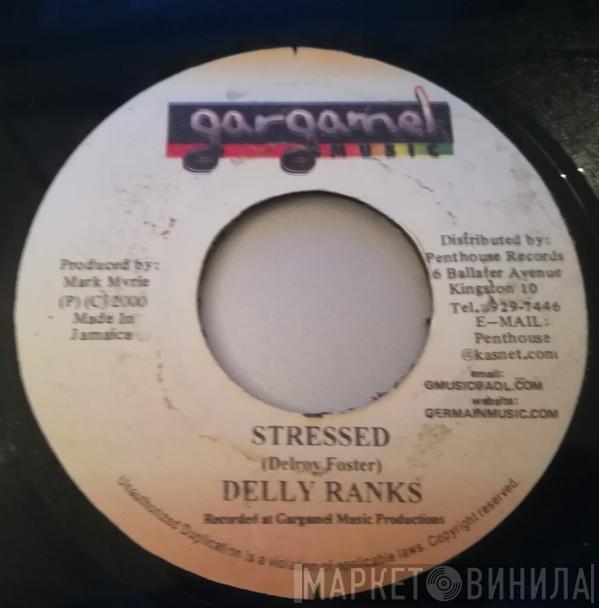 gargamel
MUSIC
Produced by:
Mark Myrie
(P) (C) 2000
Made In
Jamaica
Distributed by:
Penthouse Records
6 Ballater Avenue
Kingston 10
Tel.: 929-7446
E-MAIL:
Penthouse
@kasnet.com
email:
GMUSIC@AOL.COM
website:
GERMAINMUSIC.COM
STRESSED
(Delroy Foster)
DELLY RANKS
Recorded at Gargamel Music Productions
Unauthorized Duplication is a violation of applicable laws. Copyright reserved.
МАРКЕТ ВИНИЛА